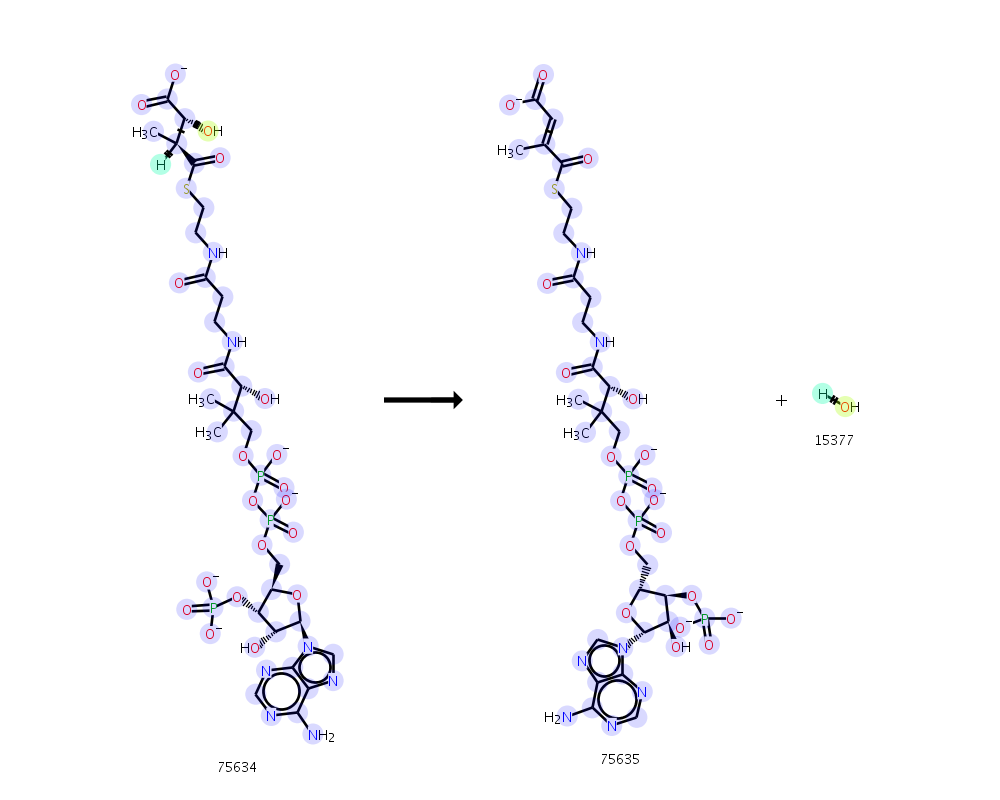 O⁻ O
O O⁻
H₃C OH
H₃C
H O O
S S
NH NH
O O
NH NH
O O
H₃C OH H₃C OH
H H
H₃C H₃C OH
15377
+
O O⁻ O O⁻
P P
O O O O⁻ O O O O⁻
P O P O
O O
O⁻
O P O O O O P O⁻
O⁻ O⁻ O
HO N N OH
N N N N
N N
NH₂ H₂N
75634 75635